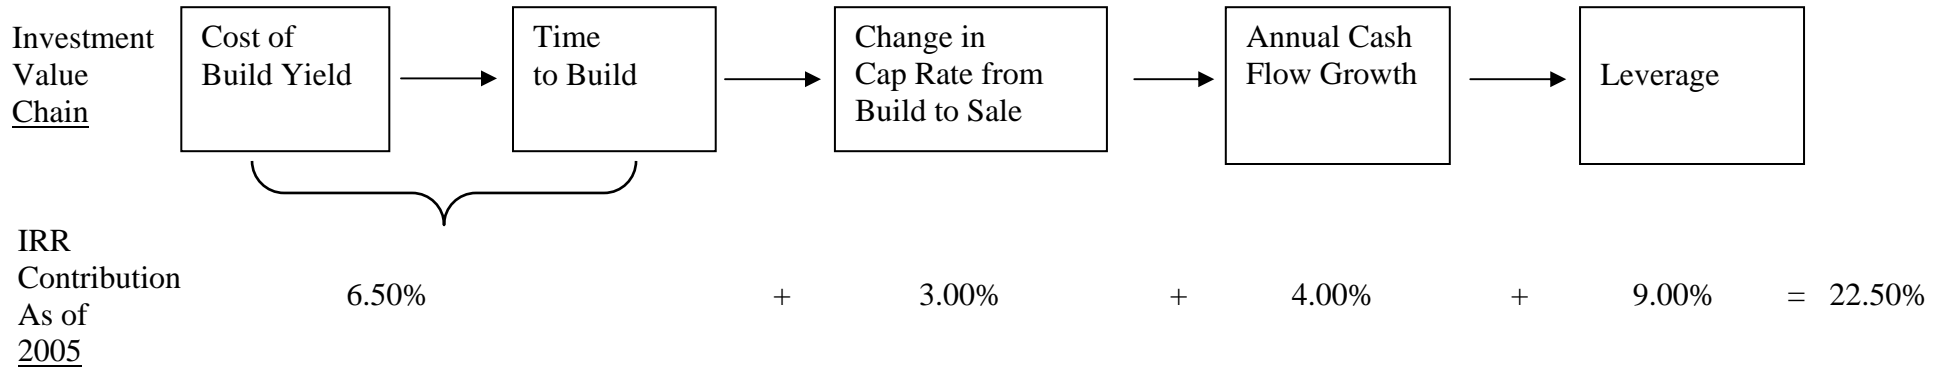 Investment
Value
Chain
Cost of
Build Yield
Time
to Build
Change in
Cap Rate from
Build to Sale
Annual Cash
Flow Growth
Leverage
IRR
Contribution
As of
2005
6.50% + 3.00% + 4.00% + 9.00% = 22.50%